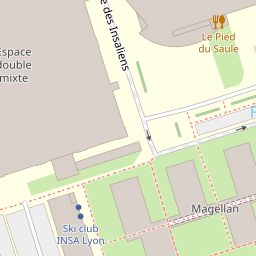 e des Insaliens
Le Pied
du Saule
Espace
double
mixte
Magellan
Ski club
INSA Lyon